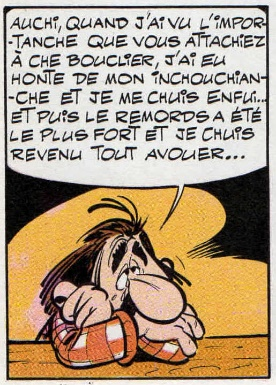 AUCHI, QUAND J'AI VU L'IMPOR-
-TANCHE QUE VOUS ATTACHIEZ
À CHE BOUCLIER, J'AI EU
HONTE DE MON INCHOUCHIAN-
-CHE ET JE ME CHUIS ENFUI...
ET PUIS LE REMORDS A ÉTÉ
LE PLUS FORT ET JE CHUIS
REVENU TOUT AVOUER...